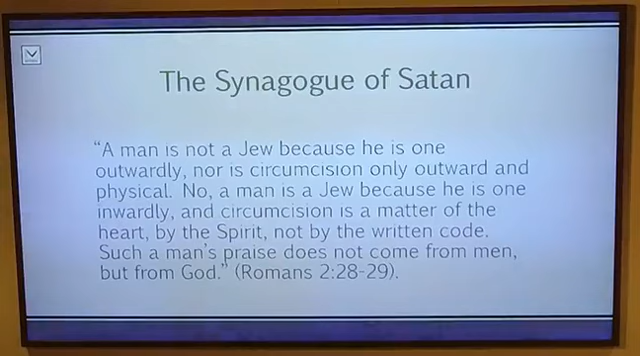 The Synagogue of Satan
“A man is not a Jew because he is one
outwardly, nor is circumcision only outward and
physical. No, a man is a Jew because he is one
inwardly, and circumcision is a matter of the
heart, by the Spirit, not by the written code.
Such a man's praise does not come from men,
but from God.” (Romans 2:28-29).